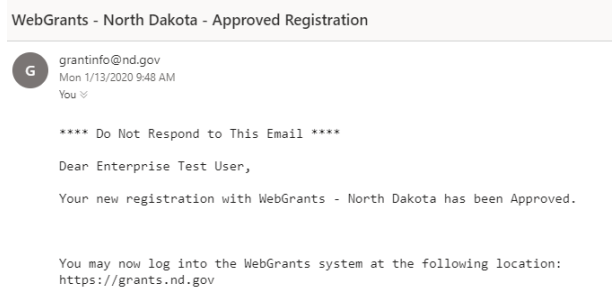 WebGrants - North Dakota - Approved Registration
G
grantinfo@nd.gov
Mon 1/13/2020 9:48 AM
You
**** Do Not Respond to This Email ****
Dear Enterprise Test User,
Your new registration with WebGrants - North Dakota has been Approved.
You may now log into the WebGrants system at the following location:
https://grants.nd.gov